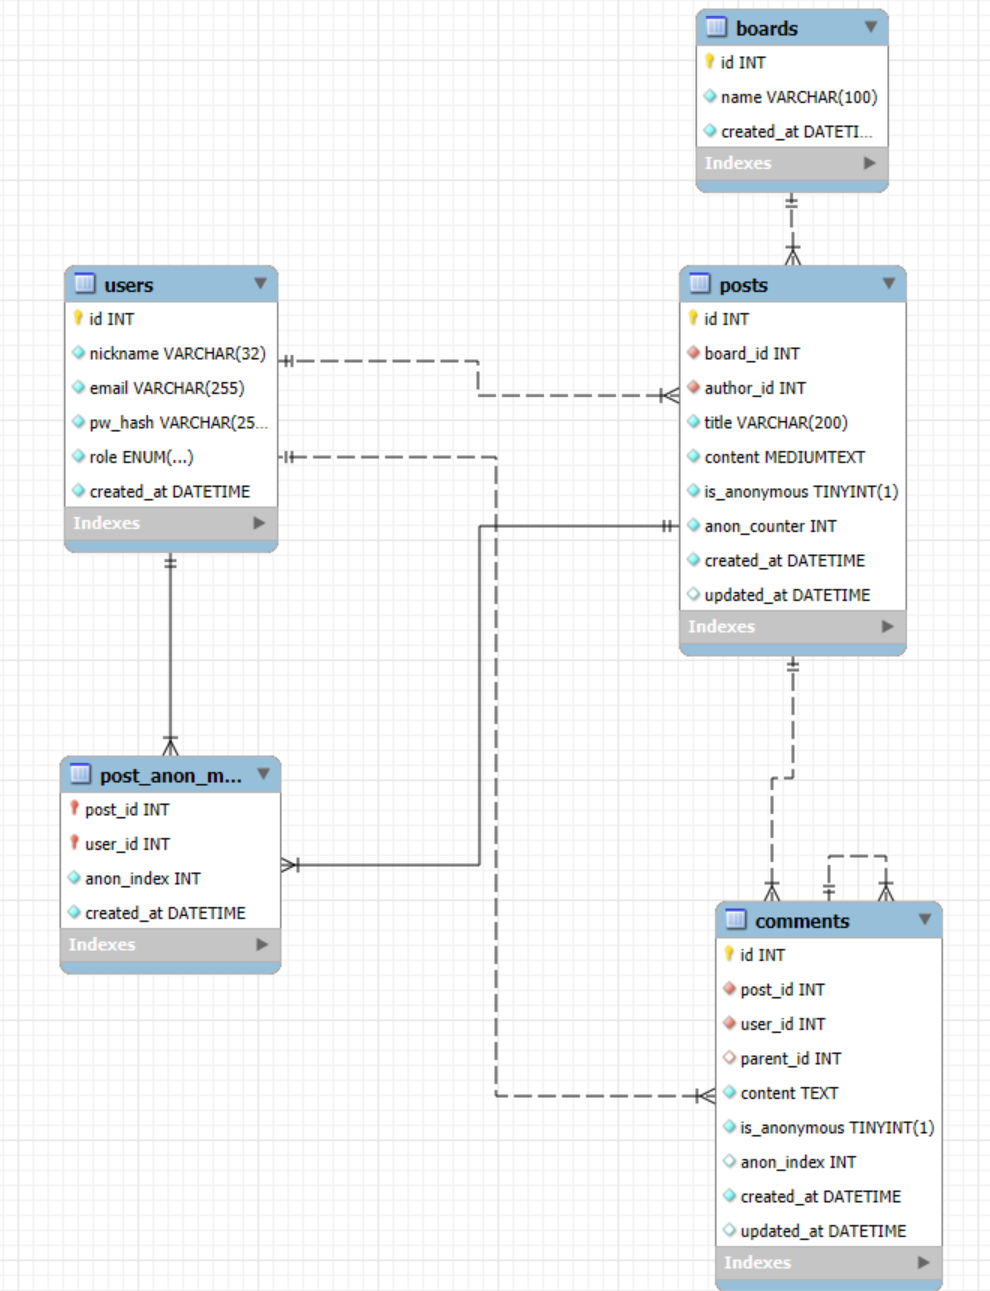 boards
id INT
name VARCHAR(100)
created_at DATETI...
Indexes
users
id INT
nickname VARCHAR(32)
email VARCHAR(255)
pw_hash VARCHAR(25...
role ENUM(...)
created_at DATETIME
Indexes
posts
id INT
board_id INT
author_id INT
title VARCHAR(200)
content MEDIUMTEXT
is_anonymous TINYINT(1)
anon_counter INT
created_at DATETIME
updated_at DATETIME
Indexes
post_anon_m...
post_id INT
user_id INT
anon_index INT
created_at DATETIME
Indexes
comments
id INT
post_id INT
user_id INT
parent_id INT
content TEXT
is_anonymous TINYINT(1)
anon_index INT
created_at DATETIME
updated_at DATETIME
Indexes